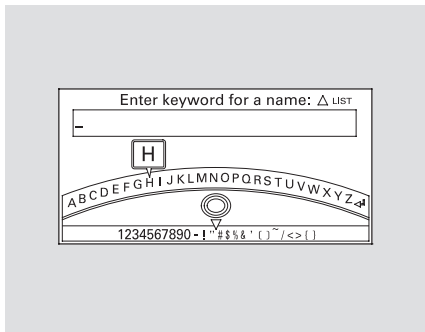 Enter keyword for a name: △ LIST
_
H
ABCDEFGHIJKLMNOPQRSTUVWXYZ↲
1234567890-!"#$%&'()~/<>[]